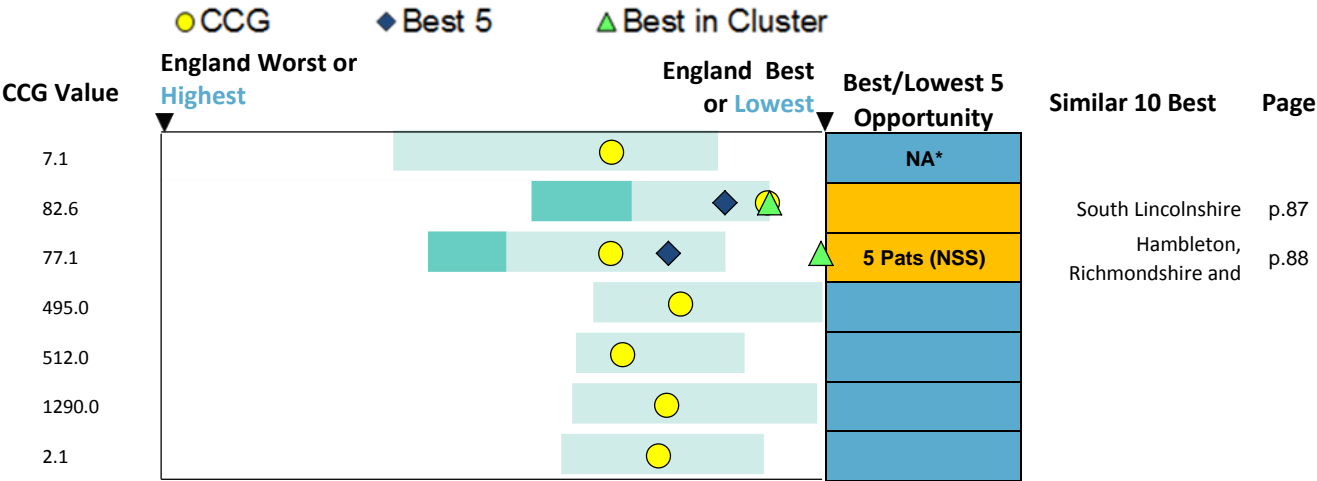 CCG Best 5 Best in Cluster
CCG Value
England Worst or
Highest
England Best
or Lowest
Best/Lowest 5
Opportunity
Similar 10 Best
Page
7.1 NA*
82.6 South Lincolnshire p.87
77.1 5 Pats (NSS) Hambleton,
Richmondshire and p.88
495.0
512.0
1290.0
2.1